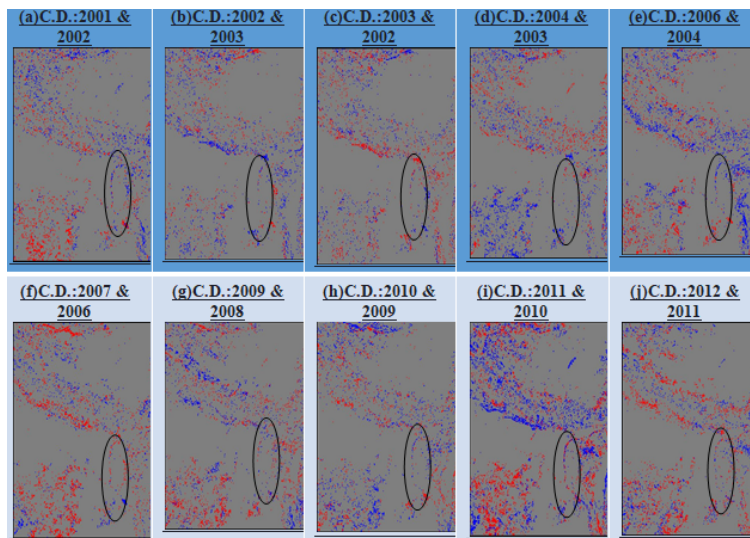 (a)C.D.:2001 &
2002
(b)C.D.:2002 &
2003
(c)C.D.:2003 &
2002
(d)C.D.:2004 &
2003
(e)C.D.:2006 &
2004
(f)C.D.:2007 &
2006
(g)C.D.:2009 &
2008
(h)C.D.:2010 &
2009
(i)C.D.:2011 &
2010
(j)C.D.:2012 &
2011